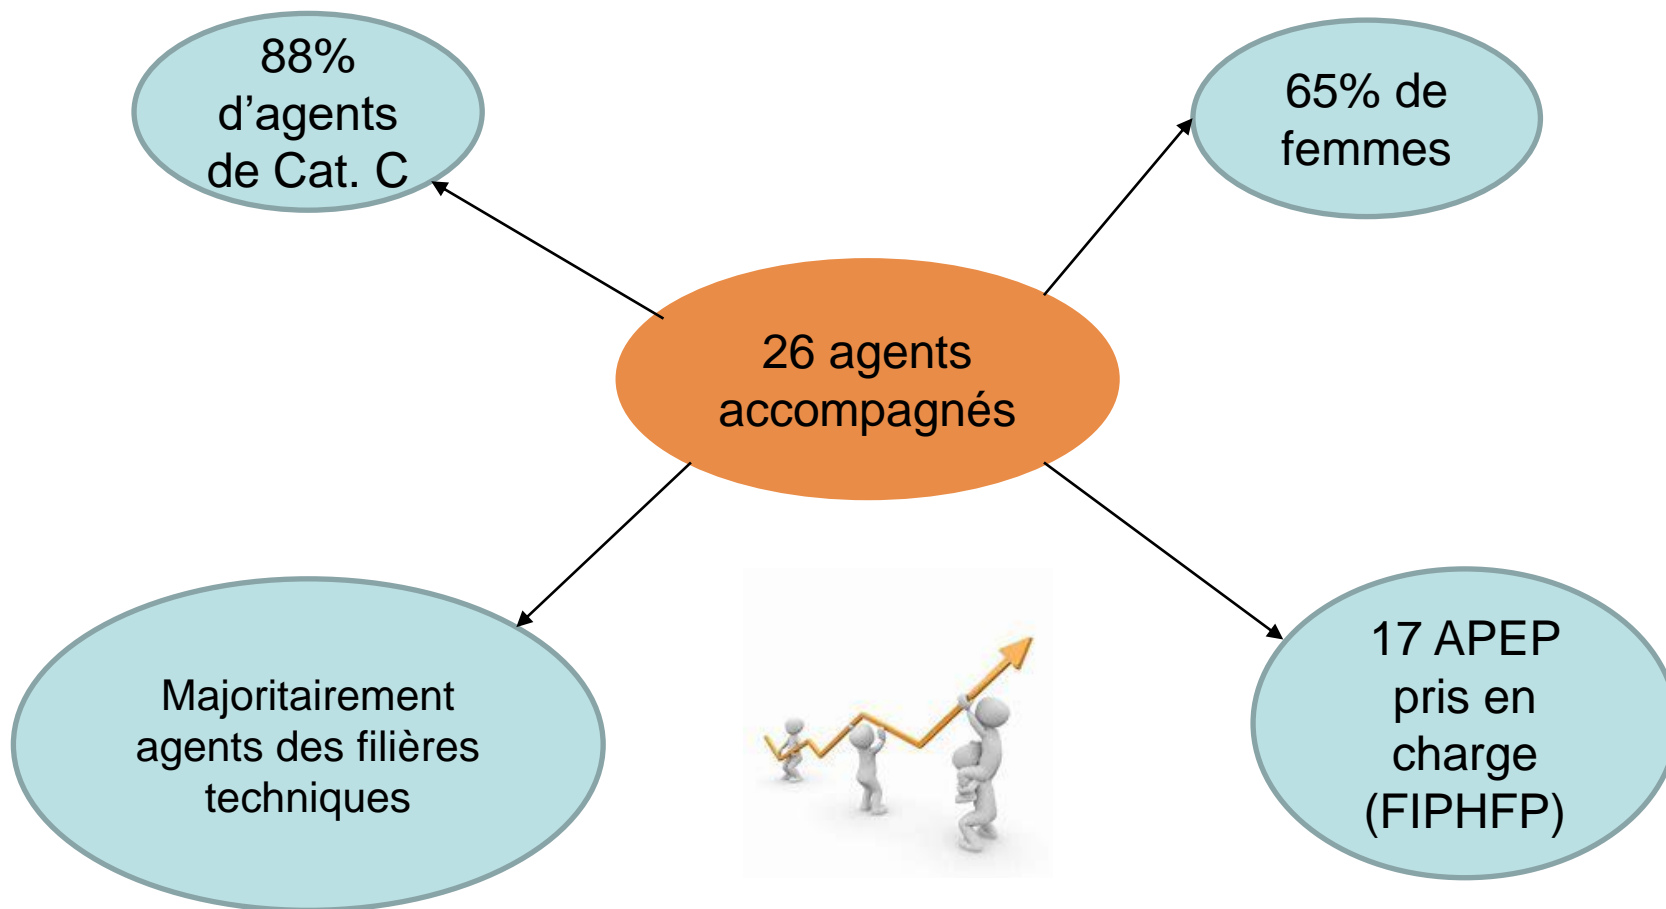 88%
d’agents
de Cat. C
65% de
femmes
26 agents
accompagnés
Majoritairement
agents des filières
techniques
17 APEP
pris en
charge
(FIPHFP)